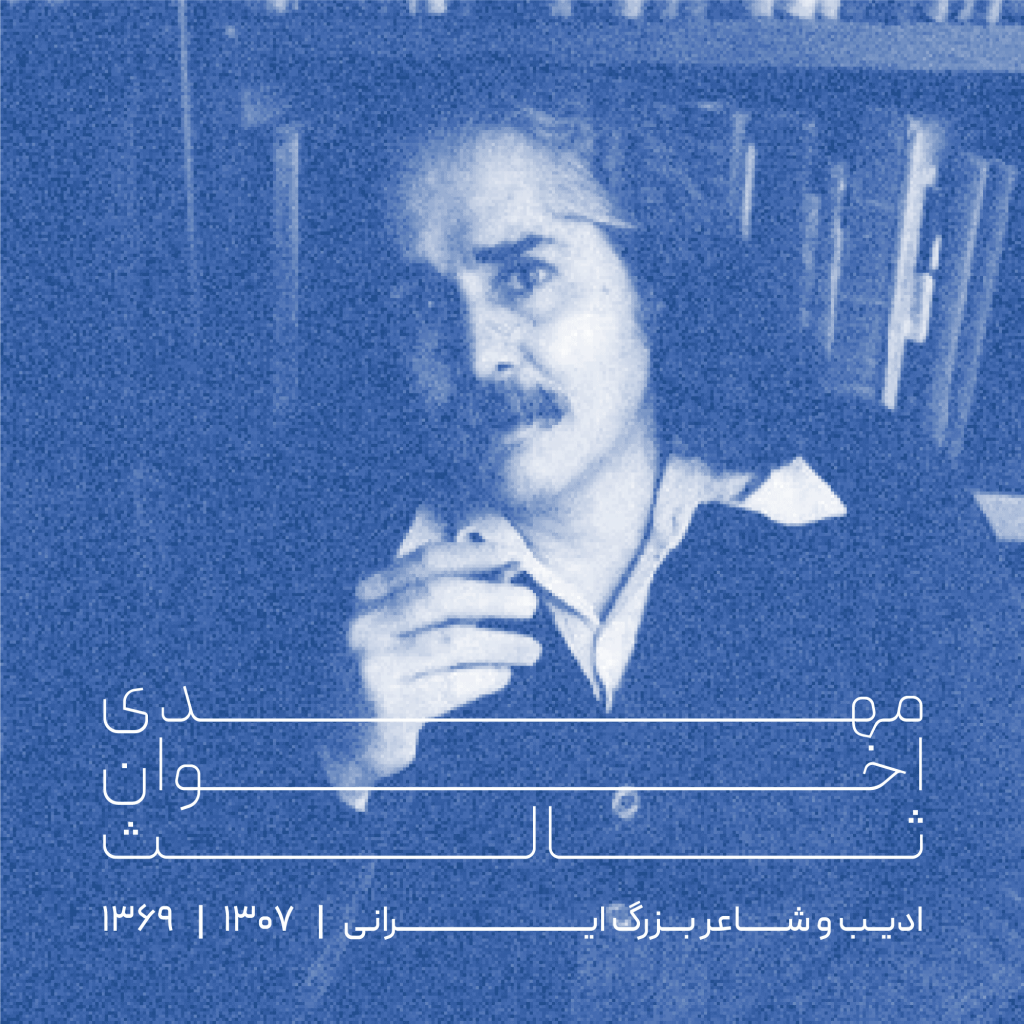 مهدی
اخوان
ثالث
ادیب و شاعر بزرگ ایرانی | ۱۳۰۷ | ۱۳۶۹